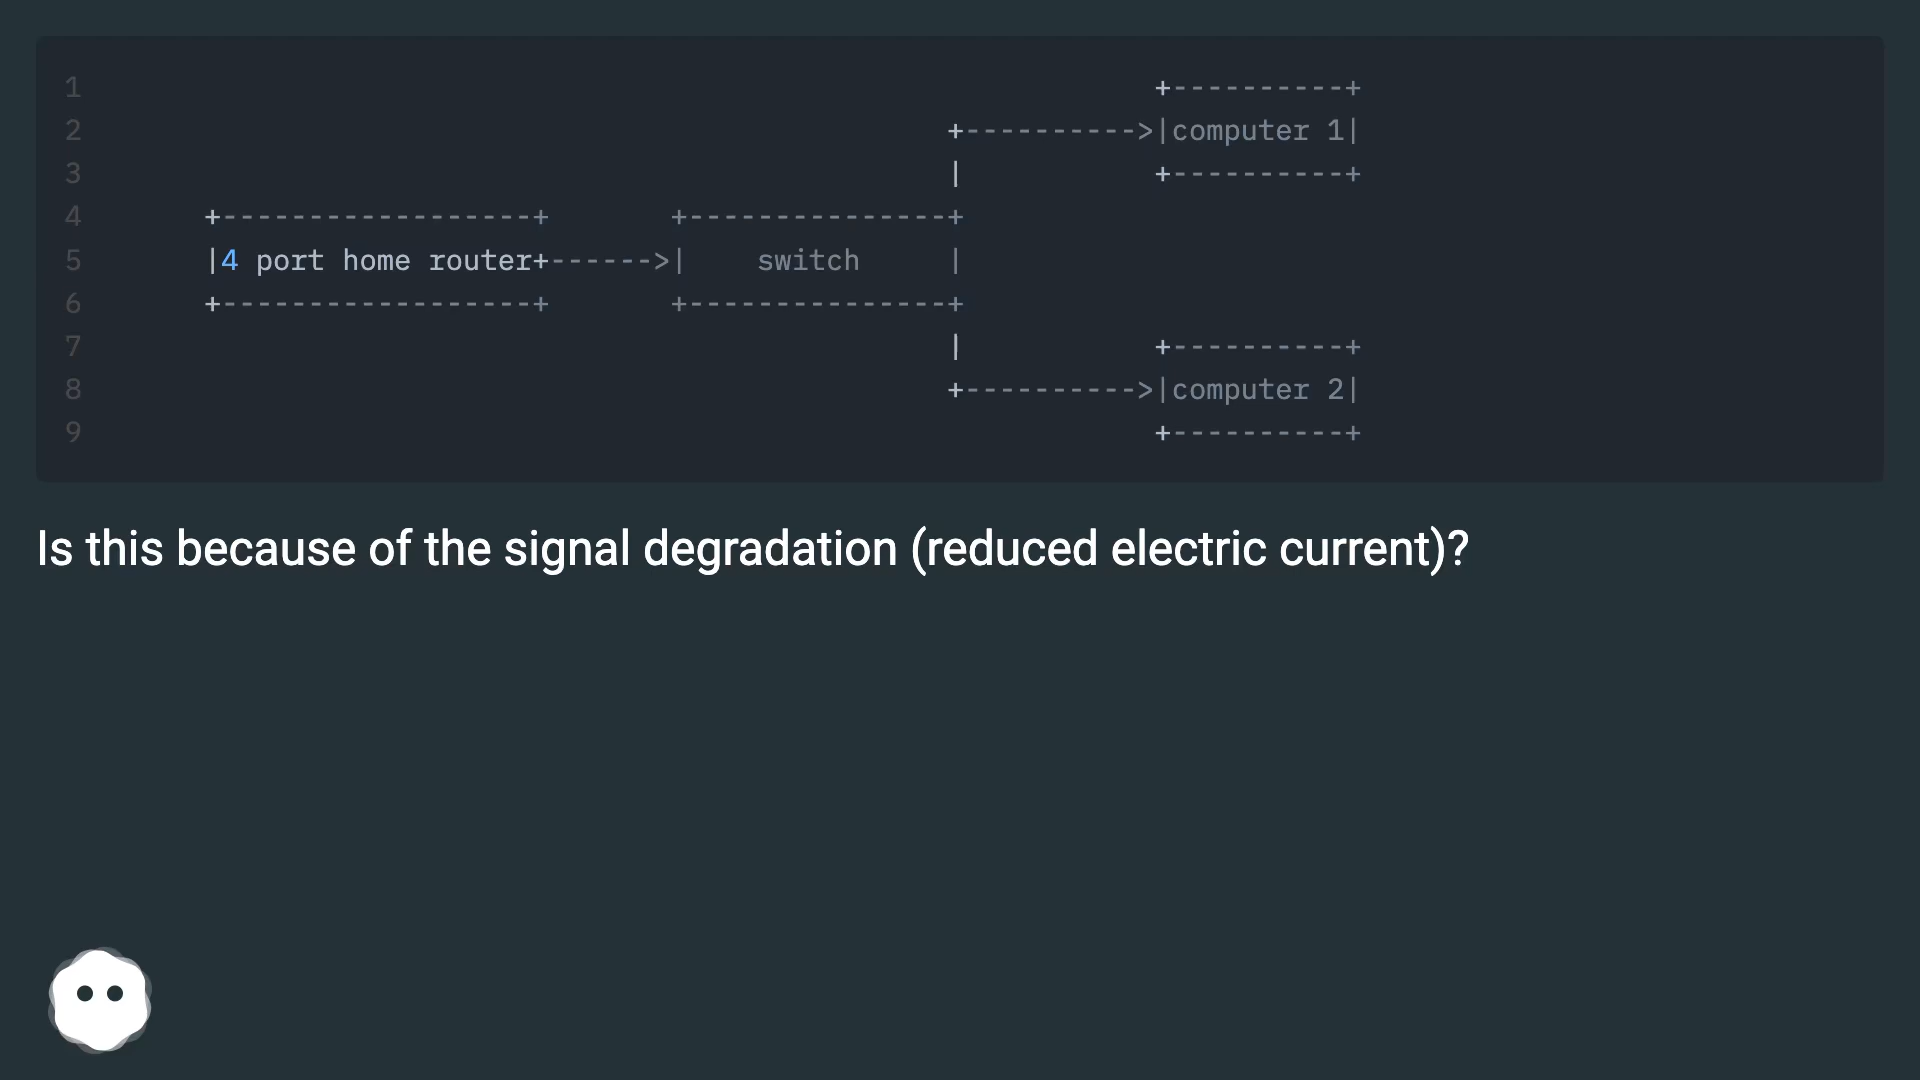 1                                                               +----------+
2                                                   +---------->|computer 1|
3                                                   |           +----------+
4        +------------------+       +---------------+
5        |4 port home router+------>|    switch     |
6        +------------------+       +---------------+
7                                                   |           +----------+
8                                                   +---------->|computer 2|
9                                                               +----------+
Is this because of the signal degradation (reduced electric current)?